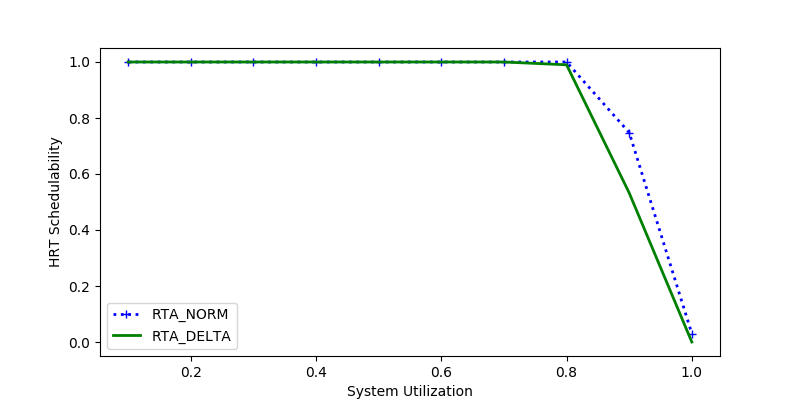 1.0
0.8
0.6
0.4
0.2
0.0
HRT Schedulability
RTA_NORM
RTA_DELTA
0.2 0.4 0.6 0.8 1.0
System Utilization